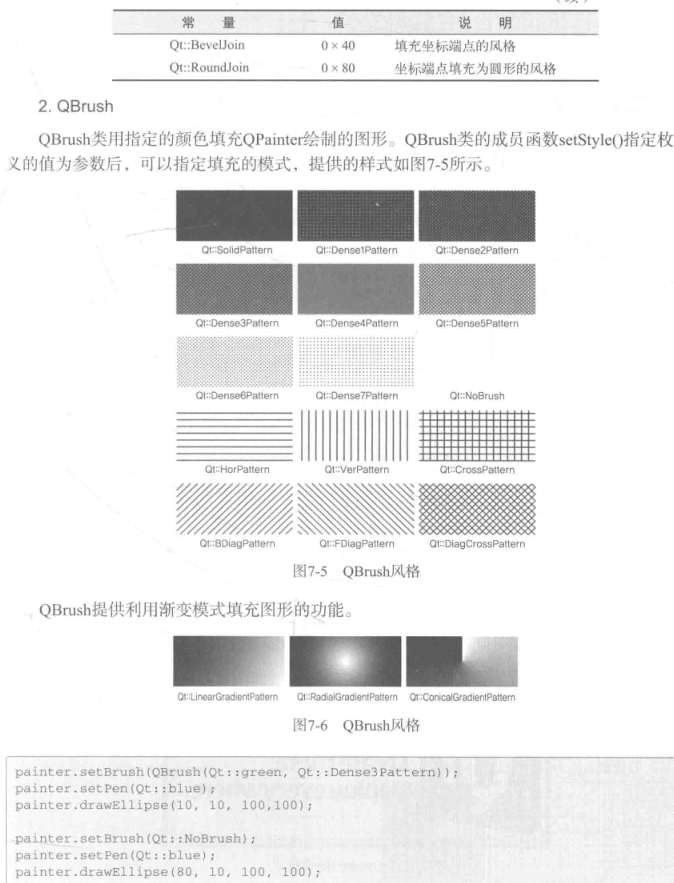 常 量 值 说 明
Qt::BevelJoin 0×40 填充坐标端点的风格
Qt::RoundJoin 0×80 坐标端点填充为圆形的风格
2. QBrush
QBrush类用指定的颜色填充QPainter绘制的图形。QBrush类的成员函数setStyle()指定枚
义的值为参数后，可以指定填充的模式，提供的样式如图7-5所示。
Qt::SolidPattern Qt::Dense1Pattern Qt::Dense2Pattern
Qt::Dense3Pattern Qt::Dense4Pattern Qt::Dense5Pattern
Qt::Dense6Pattern Qt::Dense7Pattern Qt::NoBrush
Qt::HorPattern Qt::VerPattern Qt::CrossPattern
Qt::BDiagPattern Qt::FDiagPattern Qt::DiagCrossPattern
图7-5 QBrush风格
QBrush提供利用渐变模式填充图形的功能。
Qt::LinearGradientPattern Qt::RadialGradientPattern Qt::ConicalGradientPattern
图7-6 QBrush风格
painter.setBrush(QBrush(Qt::green, Qt::Dense3Pattern));
painter.setPen(Qt::blue);
painter.drawEllipse(10, 10, 100,100);
painter.setBrush(Qt::NoBrush);
painter.setPen(Qt::blue);
painter.drawEllipse(80, 10, 100, 100);